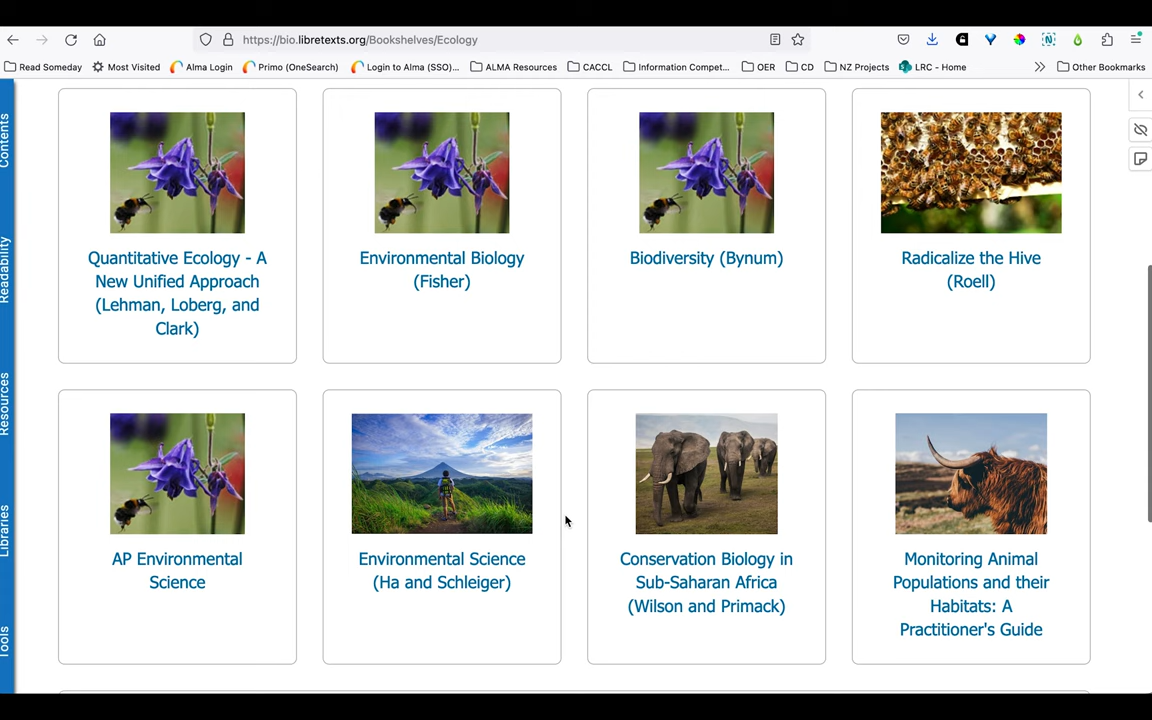 https://bio.libretexts.org/Bookshelves/Ecology
Read Someday
Most Visited
Alma Login
Primo (OneSearch)
Login to Alma (SSO)...
ALMA Resources
CACCL
Information Compet...
OER
CD
NZ Projects
LRC - Home
Other Bookmarks
Contents
Readability
Resources
Libraries
Tools
Quantitative Ecology - A
New Unified Approach
(Lehman, Loberg, and
Clark)
Environmental Biology
(Fisher)
Biodiversity (Bynum)
Radicalize the Hive
(Roell)
AP Environmental
Science
Environmental Science
(Ha and Schleiger)
Conservation Biology in
Sub-Saharan Africa
(Wilson and Primack)
Monitoring Animal
Populations and their
Habitats: A
Practitioner's Guide